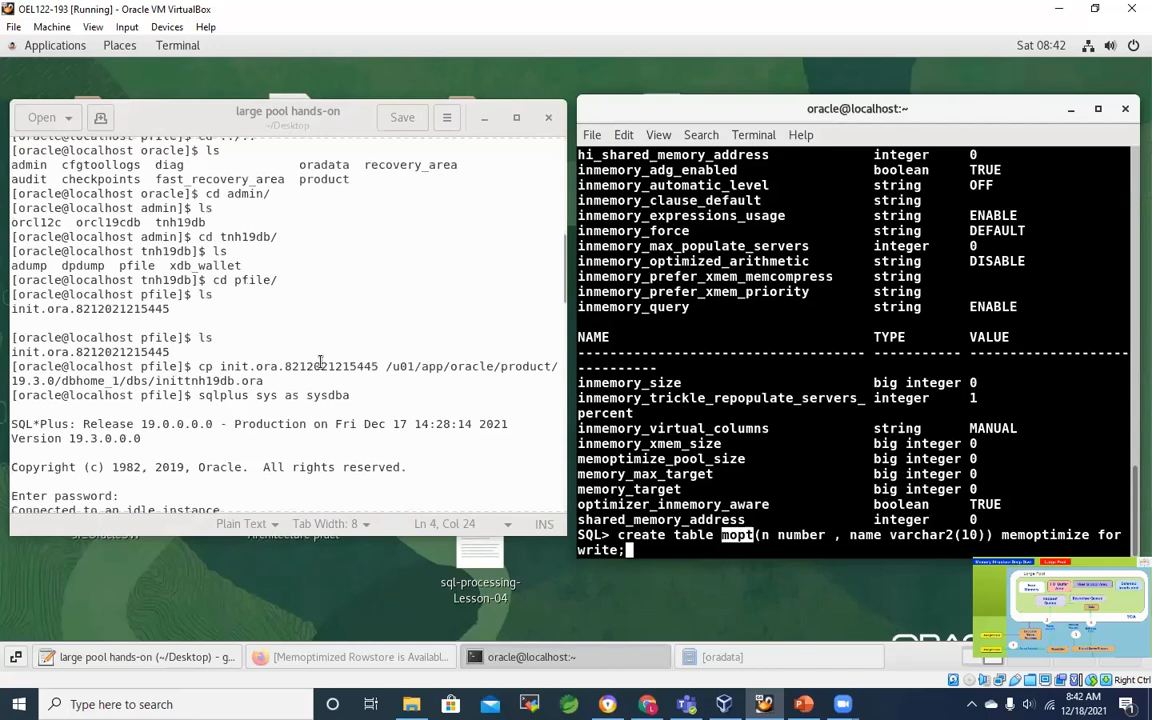 OEL122-193 [Running] - Oracle VM VirtualBox
File Machine View Input Devices Help
Applications Places Terminal Sat 08:42
Open large pool hands-on Save
~/Desktop
[oracle@localhost pfile]$ cd ../..
[oracle@localhost oracle]$ ls
admin cfgtoollogs diag oradata recovery_area
audit checkpoints fast_recovery_area product
[oracle@localhost oracle]$ cd admin/
[oracle@localhost admin]$ ls
orcl12c orcl19cdb tnh19db
[oracle@localhost admin]$ cd tnh19db/
[oracle@localhost tnh19db]$ ls
adump dpdump pfile xdb_wallet
[oracle@localhost tnh19db]$ cd pfile/
[oracle@localhost pfile]$ ls
init.ora.8212021215445
[oracle@localhost pfile]$ ls
init.ora.8212021215445
[oracle@localhost pfile]$ cp init.ora.8212021215445 /u01/app/oracle/product/
19.3.0/dbhome_1/dbs/inittnh19db.ora
[oracle@localhost pfile]$ sqlplus sys as sysdba
SQL*Plus: Release 19.0.0.0.0 - Production on Fri Dec 17 14:28:14 2021
Version 19.3.0.0.0
Copyright (c) 1982, 2019, Oracle. All rights reserved.
Enter password:
Connected to an idle instance
Plain Text Tab Width: 8 Ln 4, Col 24 INS
oracle@localhost:~
File Edit View Search Terminal Help
hi_shared_memory_address integer 0
inmemory_adg_enabled boolean TRUE
inmemory_automatic_level string OFF
inmemory_clause_default string
inmemory_expressions_usage string ENABLE
inmemory_force string DEFAULT
inmemory_max_populate_servers integer 0
inmemory_optimized_arithmetic string DISABLE
inmemory_prefer_xmem_memcompress string
inmemory_prefer_xmem_priority string
inmemory_query string ENABLE
NAME TYPE VALUE
------------------------------------ ----------- --------------------
----------
inmemory_size big integer 0
inmemory_trickle_repopulate_servers_ integer 1
percent
inmemory_virtual_columns string MANUAL
inmemory_xmem_size big integer 0
memoptimize_pool_size big integer 0
memory_max_target big integer 0
memory_target big integer 0
optimizer_inmemory_aware boolean TRUE
shared_memory_address integer 0
SQL> create table mopt(n number , name varchar2(10)) memoptimize for
write;
sql-processing-
Lesson-04
Large Pool
large pool hands-on (~/Desktop) - g...
[Memoptimized Rowstore is Availabl...
oracle@localhost:~
[oradata]
Right Ctrl
Type here to search
8:42 AM
12/18/2021